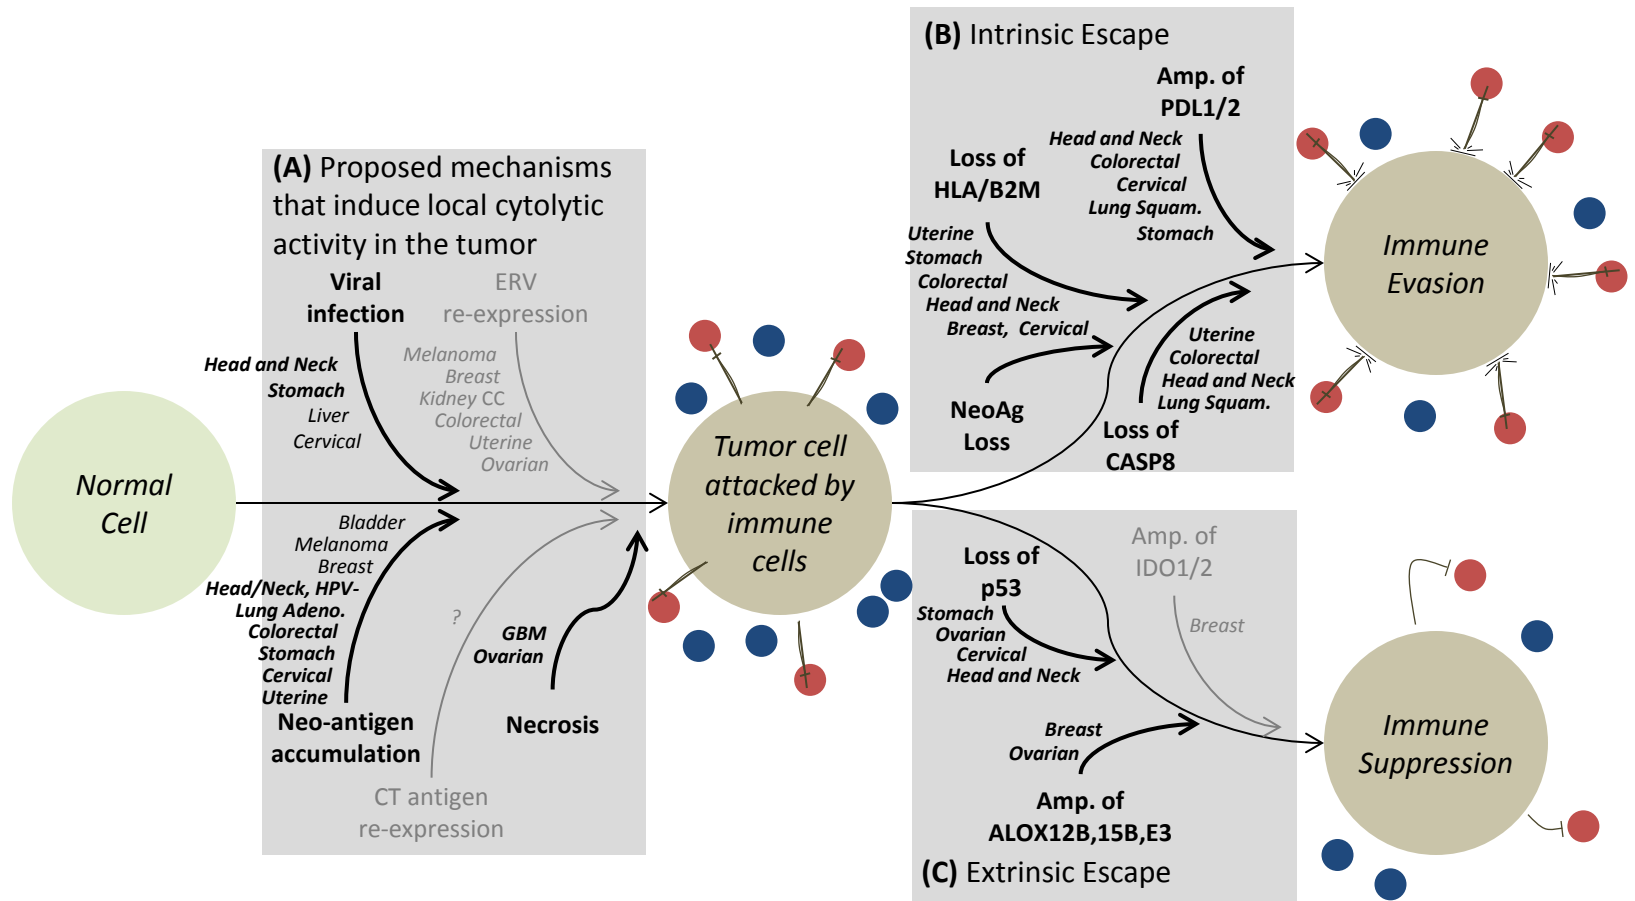 Normal
Cell
(A) Proposed mechanisms
that induce local cytolytic
activity in the tumor
Viral
infection
Head and Neck
Stomach
Liver
Cervical
ERV
re-expression
Melanoma
Breast
Kidney CC
Colorectal
Uterine
Ovarian
Bladder
Melanoma
Breast
Head/Neck, HPV-
Lung Adeno.
Colorectal
Stomach
Cervical
Uterine
Neo-antigen
accumulation
?
CT antigen
re-expression
GBM
Ovarian
Necrosis
Tumor cell
attacked by
immune
cells
(B) Intrinsic Escape
Amp. of
PDL1/2
Head and Neck
Colorectal
Cervical
Lung Squam.
Stomach
Loss of
HLA/B2M
Uterine
Stomach
Colorectal
Head and Neck
Breast, Cervical
NeoAg
Loss
Uterine
Colorectal
Head and Neck
Lung Squam.
Loss of
CASP8
Immune
Evasion
Loss of
p53
Stomach
Ovarian
Cervical
Head and Neck
Amp. of
IDO1/2
Breast
Breast
Ovarian
Amp. of
ALOX12B,15B,E3
(C) Extrinsic Escape
Immune
Suppression